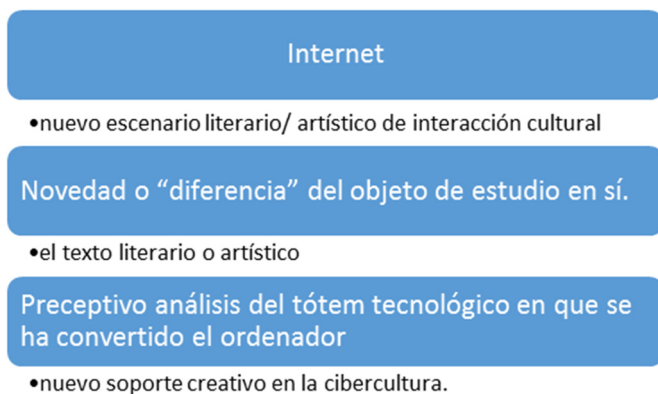 Internet
•nuevo escenario literario/ artístico de interacción cultural
Novedad o “diferencia” del objeto de estudio en sí.
•el texto literario o artístico
Preceptivo análisis del tótem tecnológico en que se
ha convertido el ordenador
•nuevo soporte creativo en la cibercultura.